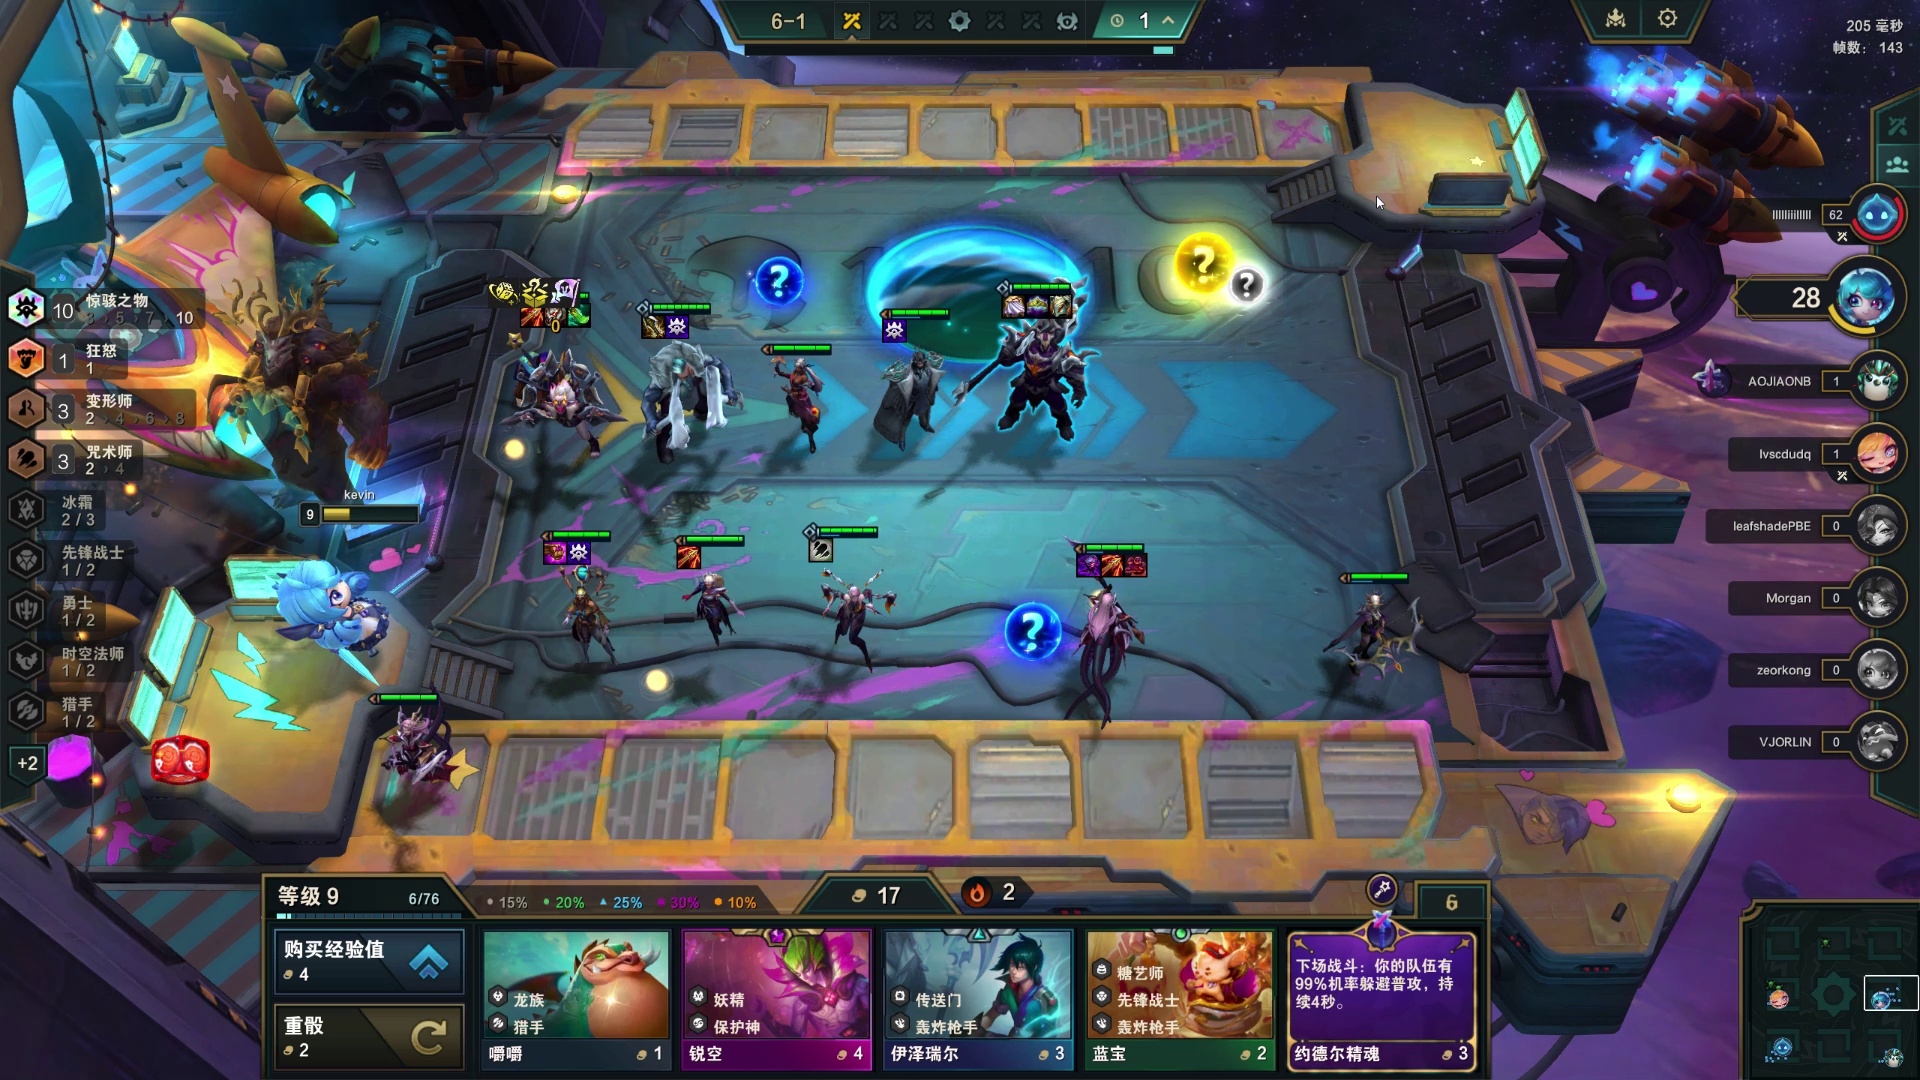 6-1
1
205 毫秒
帧数： 143
10
惊骇之物
3 5 7 10
1
狂怒
1
3
变形师
2 4 6 8
3
咒术师
2 4
冰霜
2 / 3
先锋战士
1 / 2
勇士
1 / 2
时空法师
1 / 2
猎手
1 / 2
+2
kevin
9
0
?
?
?
?
62
28
AOJIAONB
1
lvscdudq
1
leafshadePBE
0
Morgan
0
zeorkong
0
VJORLIN
0
等级 9
6/76
15%
20%
25%
30%
10%
17
2
6
购买经验值
4
重骰
2
龙族
猎手
嚼嚼
1
妖精
保护神
锐空
4
传送门
轰炸枪手
伊泽瑞尔
3
糖艺师
先锋战士
轰炸枪手
蓝宝
2
下场战斗：你的队伍有
99%机率躲避普攻，持
续4秒。
约德尔精魂
3